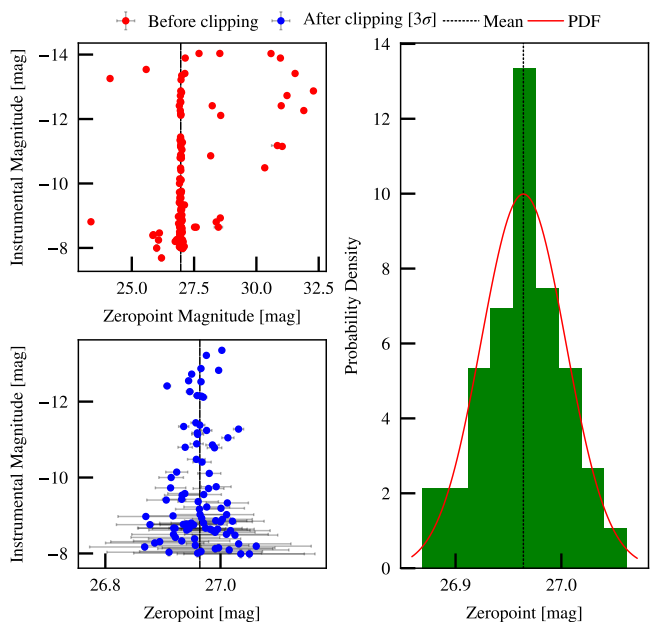 Before clipping After clipping [3σ] Mean PDF
Instrumental Magnitude [mag]
−14
−12
−10
−8
25.0 27.5 30.0 32.5
Zeropoint Magnitude [mag]
Instrumental Magnitude [mag]
−12
−10
−8
26.8 27.0
Zeropoint [mag]
Probability Density
14
12
10
8
6
4
2
0
26.9 27.0
Zeropoint [mag]